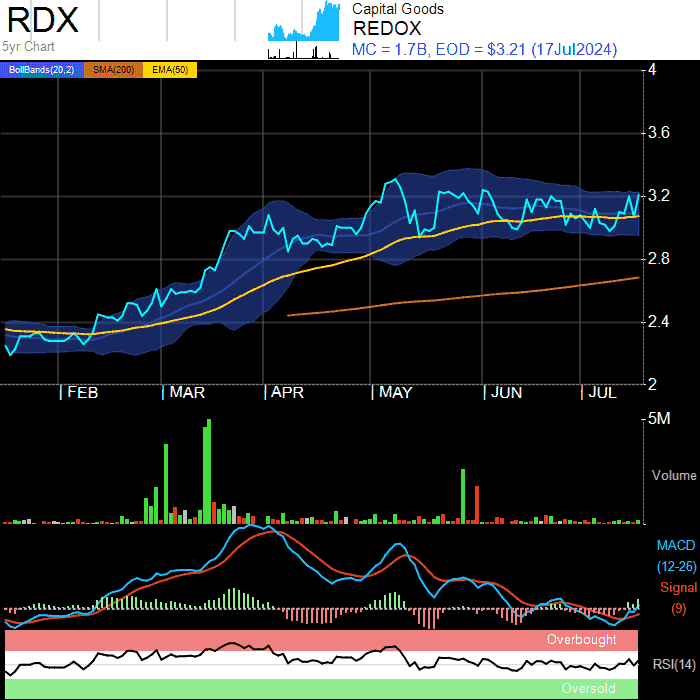 RDX
5yr Chart
Capital Goods
REDOX
MC = 1.7B, EOD = $3.21 (17Jul2024)
BollBands(20,2) SMA(200) EMA(50)
4
3.6
3.2
2.8
2.4
2
FEB MAR APR MAY JUN JUL
5M
Volume
MACD
(12-26)
Signal
(9)
Overbought
RSI(14)
Oversold